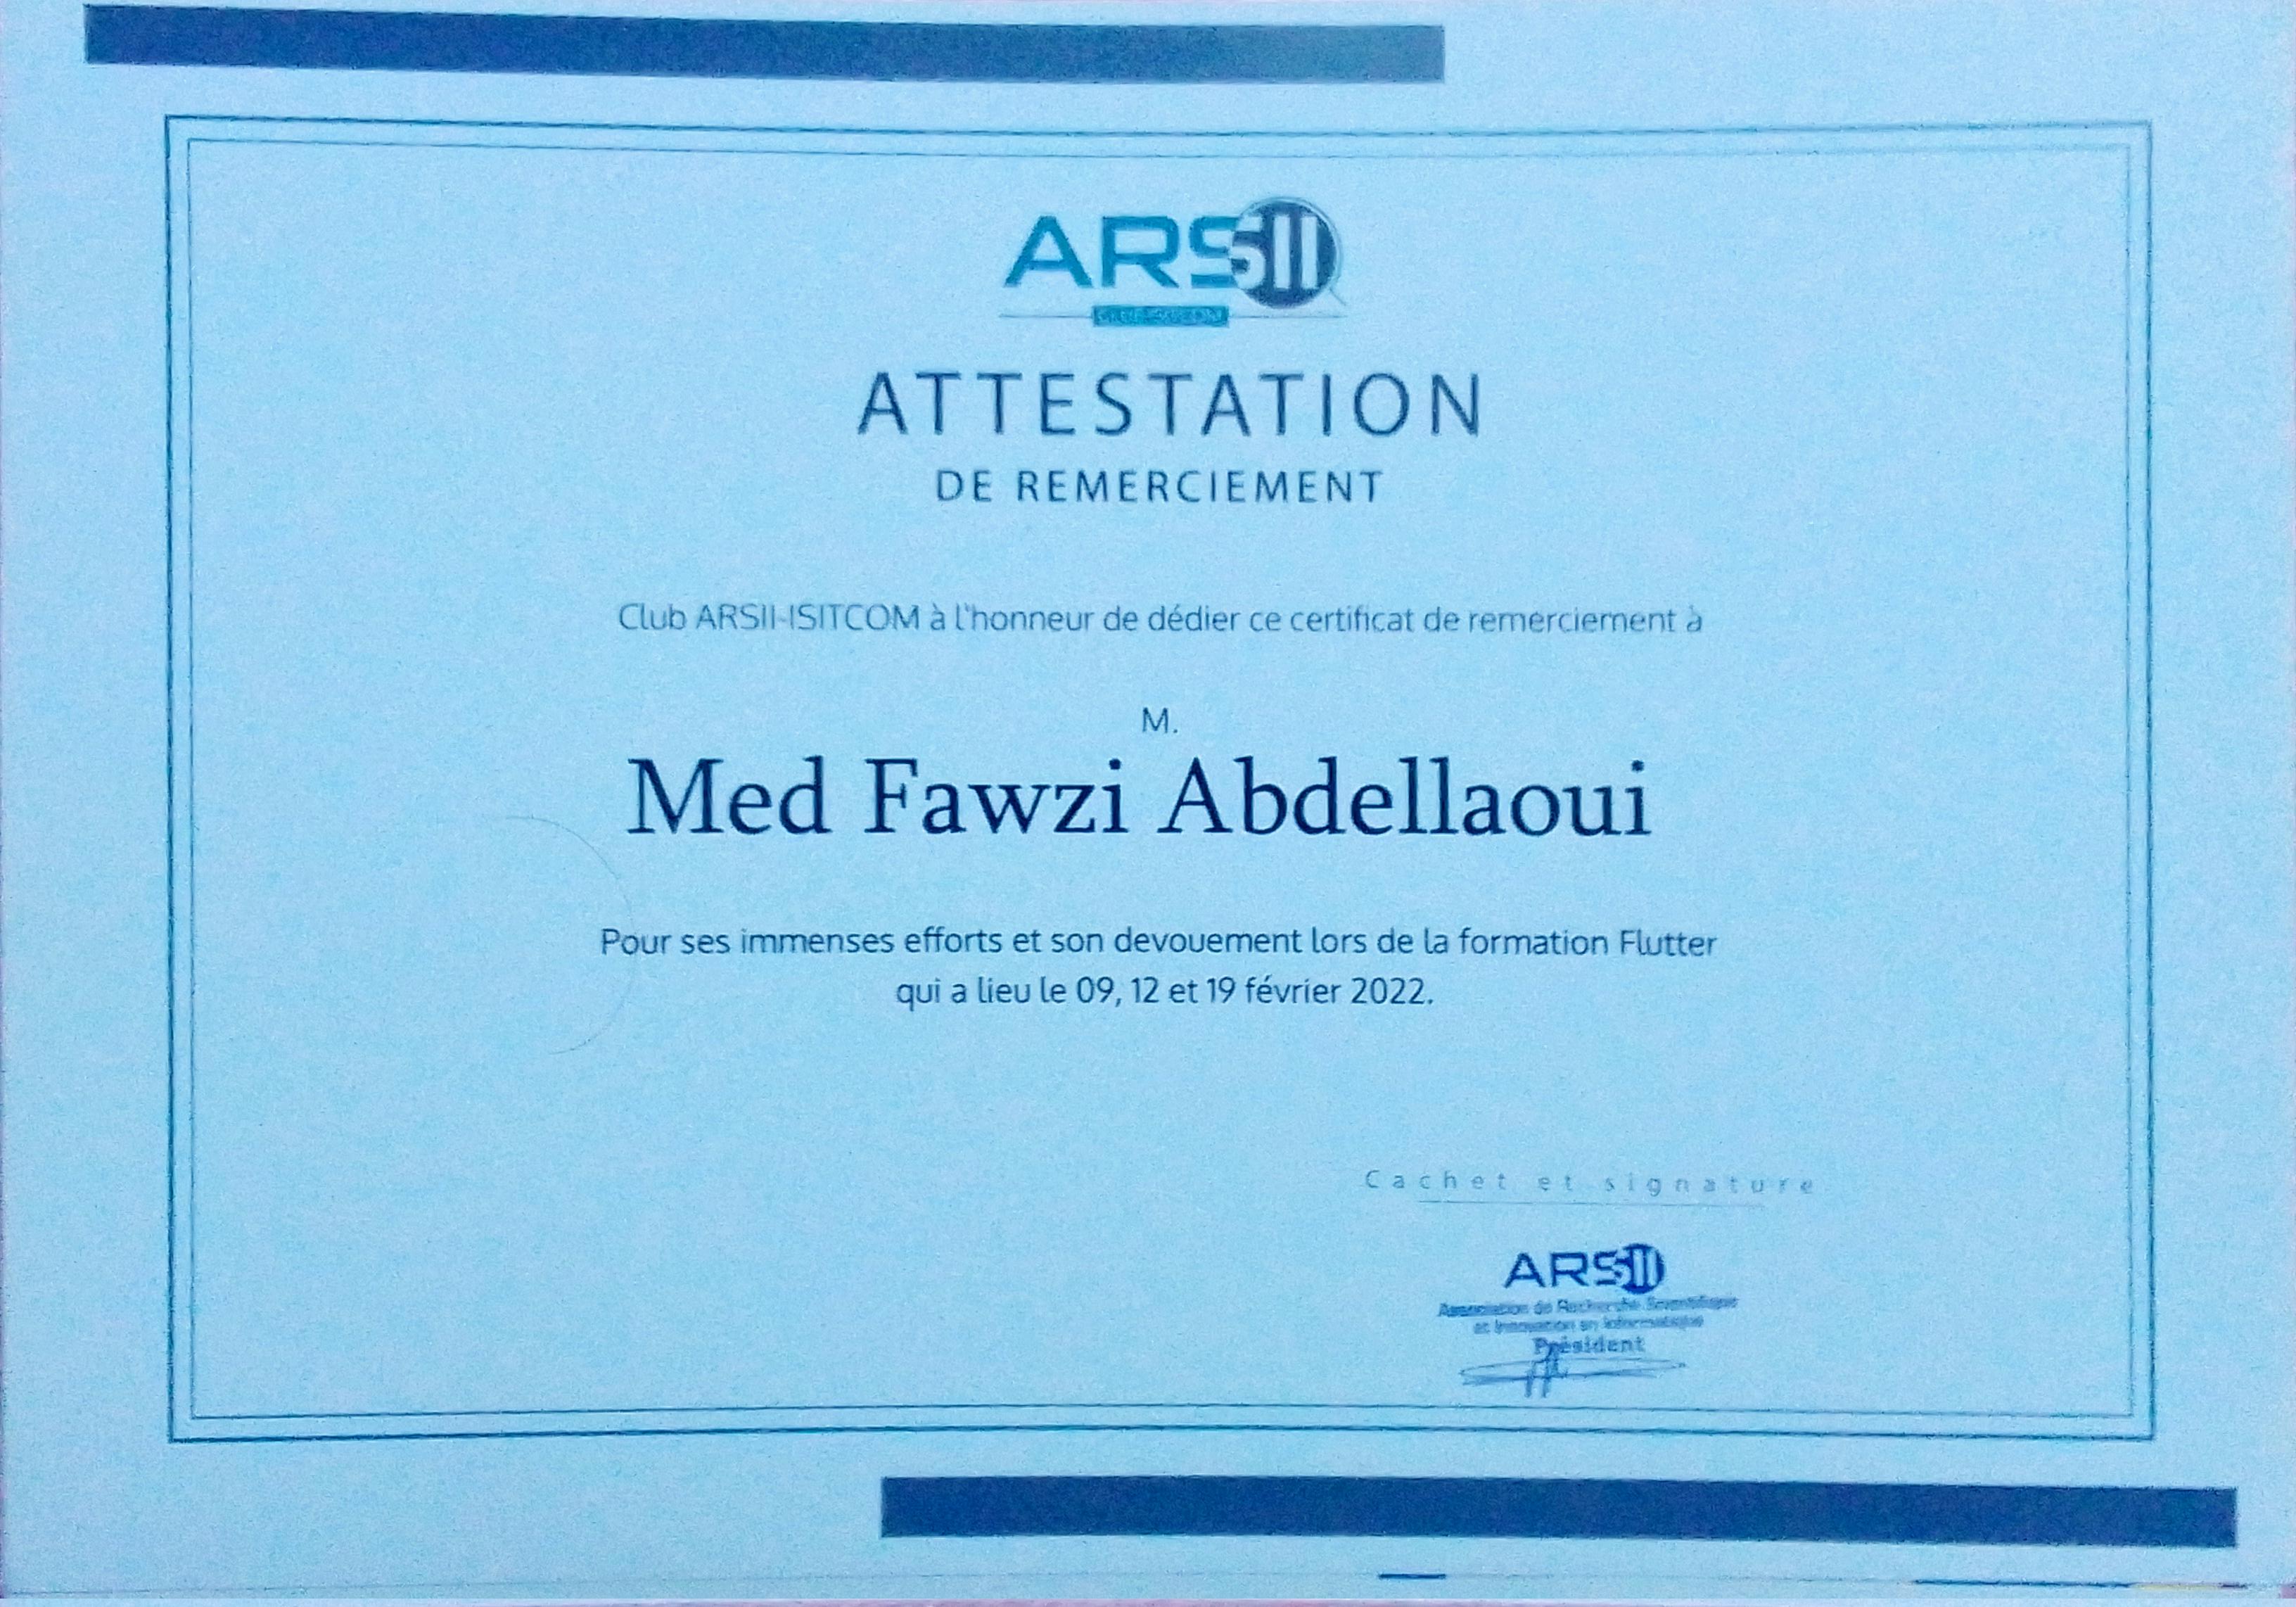 ARSII
CLUB ISITCOM
ATTESTATION
DE REMERCIEMENT
Club ARSII-ISITCOM à l'honneur de dédier ce certificat de remerciement à
M.
Med Fawzi Abdellaoui
Pour ses immenses efforts et son devouement lors de la formation Flutter
qui a lieu le 09, 12 et 19 février 2022.
Cachet et signature
ARSII
Association de Recherche Scientifique
et Innovation en Informatique
Président